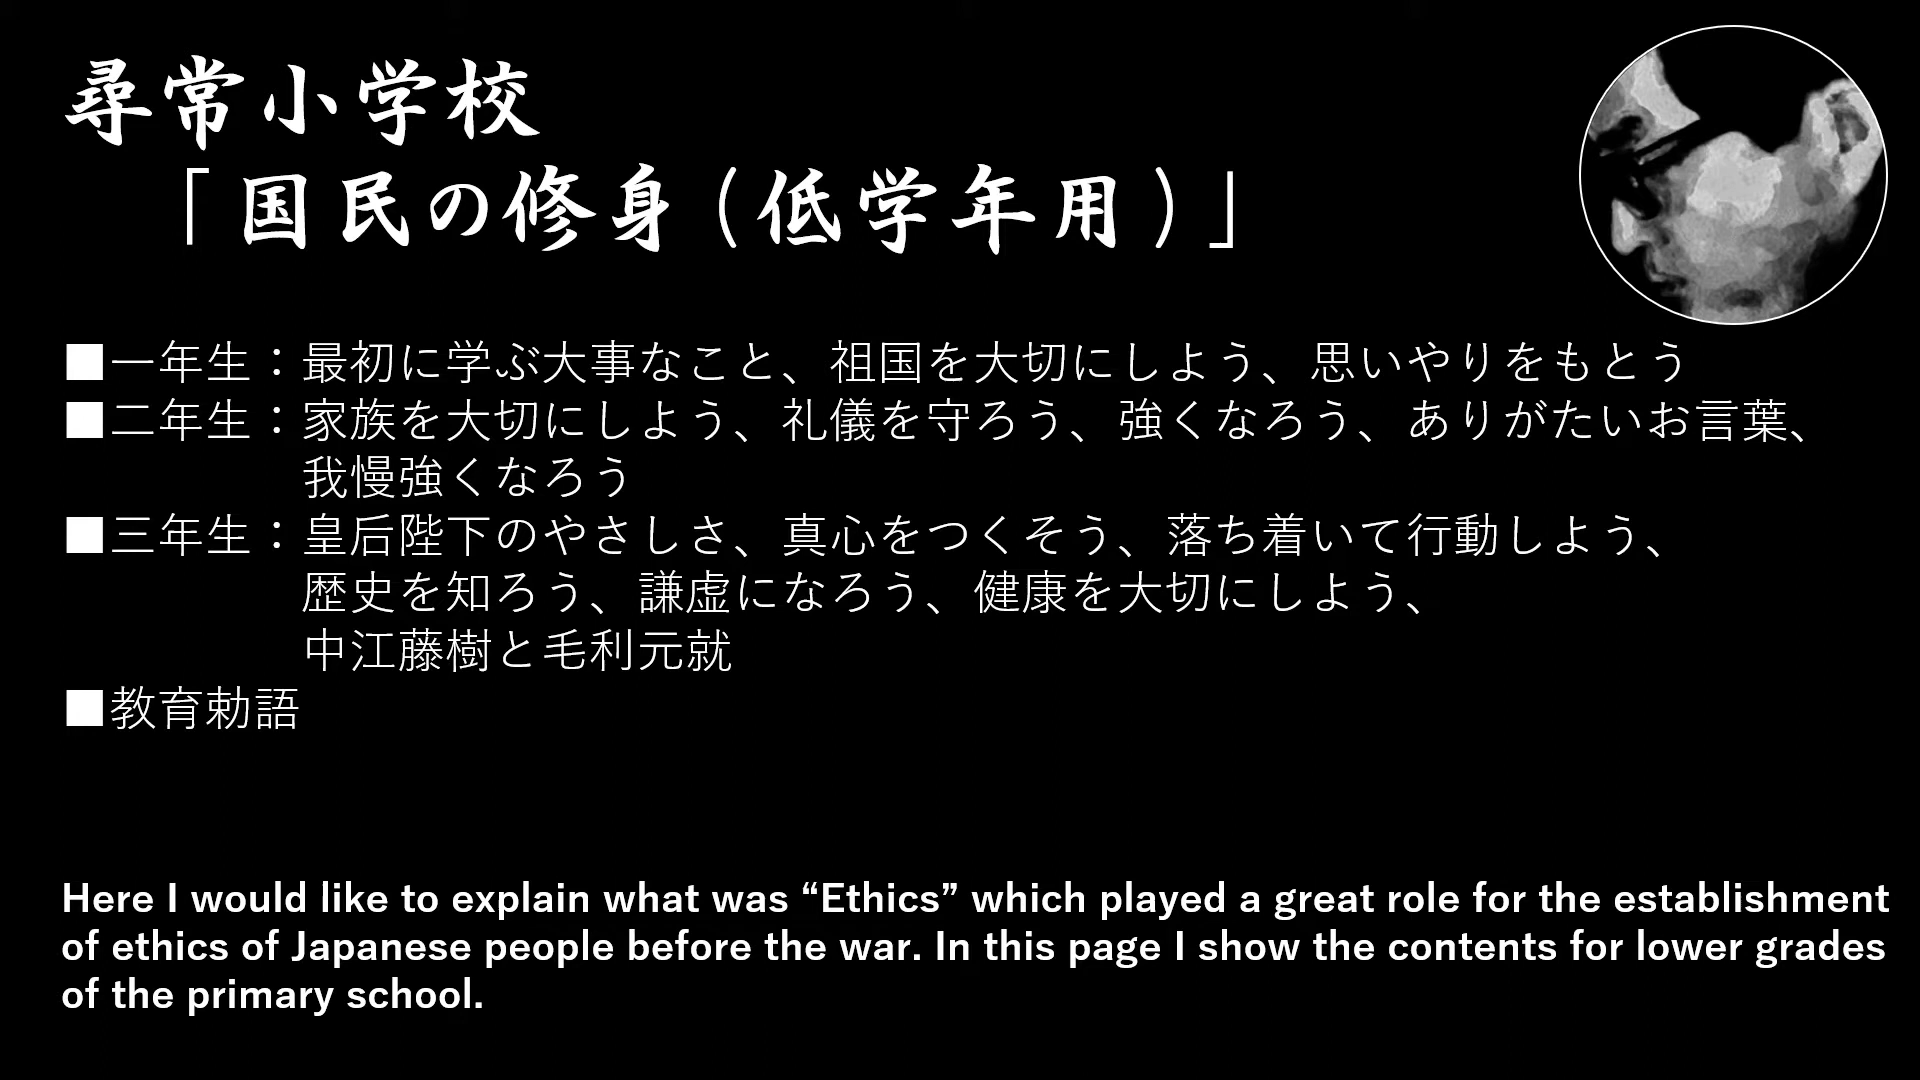 尋常小学校
「国民の修身（低学年用）」
■一年生：最初に学ぶ大事なこと、祖国を大切にしよう、思いやりをもとう
■二年生：家族を大切にしよう、礼儀を守ろう、強くなろう、ありがたいお言葉、
我慢強くなろう
■三年生：皇后陛下のやさしさ、真心をつくそう、落ち着いて行動しよう、
歴史を知ろう、謙虚になろう、健康を大切にしよう、
中江藤樹と毛利元就
■教育勅語
Here I would like to explain what was “Ethics” which played a great role for the establishment
of ethics of Japanese people before the war. In this page I show the contents for lower grades
of the primary school.